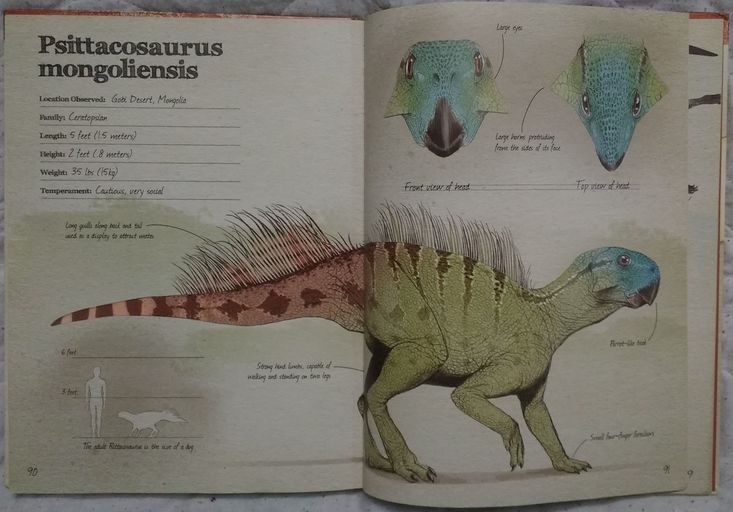 Psittacosaurus
mongoliensis
Location Observed: Gobi Desert, Mongolia
Family: Ceratopsian
Length: 5 feet (1.5 meters)
Height: 2 feet (.8 meters)
Weight: 35 lbs (15kg)
Temperament: Cautious, very social
Long quills along back and tail
used as a display to attract mates
6 feet
3 feet
The adult Psittacosaurus is the size of a dog
Strong hind limbs, capable of
walking and standing on two legs
90
Large eyes
Large horns protruding
from the sides of its face
Front view of head
Top view of head
Parrot-like beak
Small four-finger forelimbs
91
9